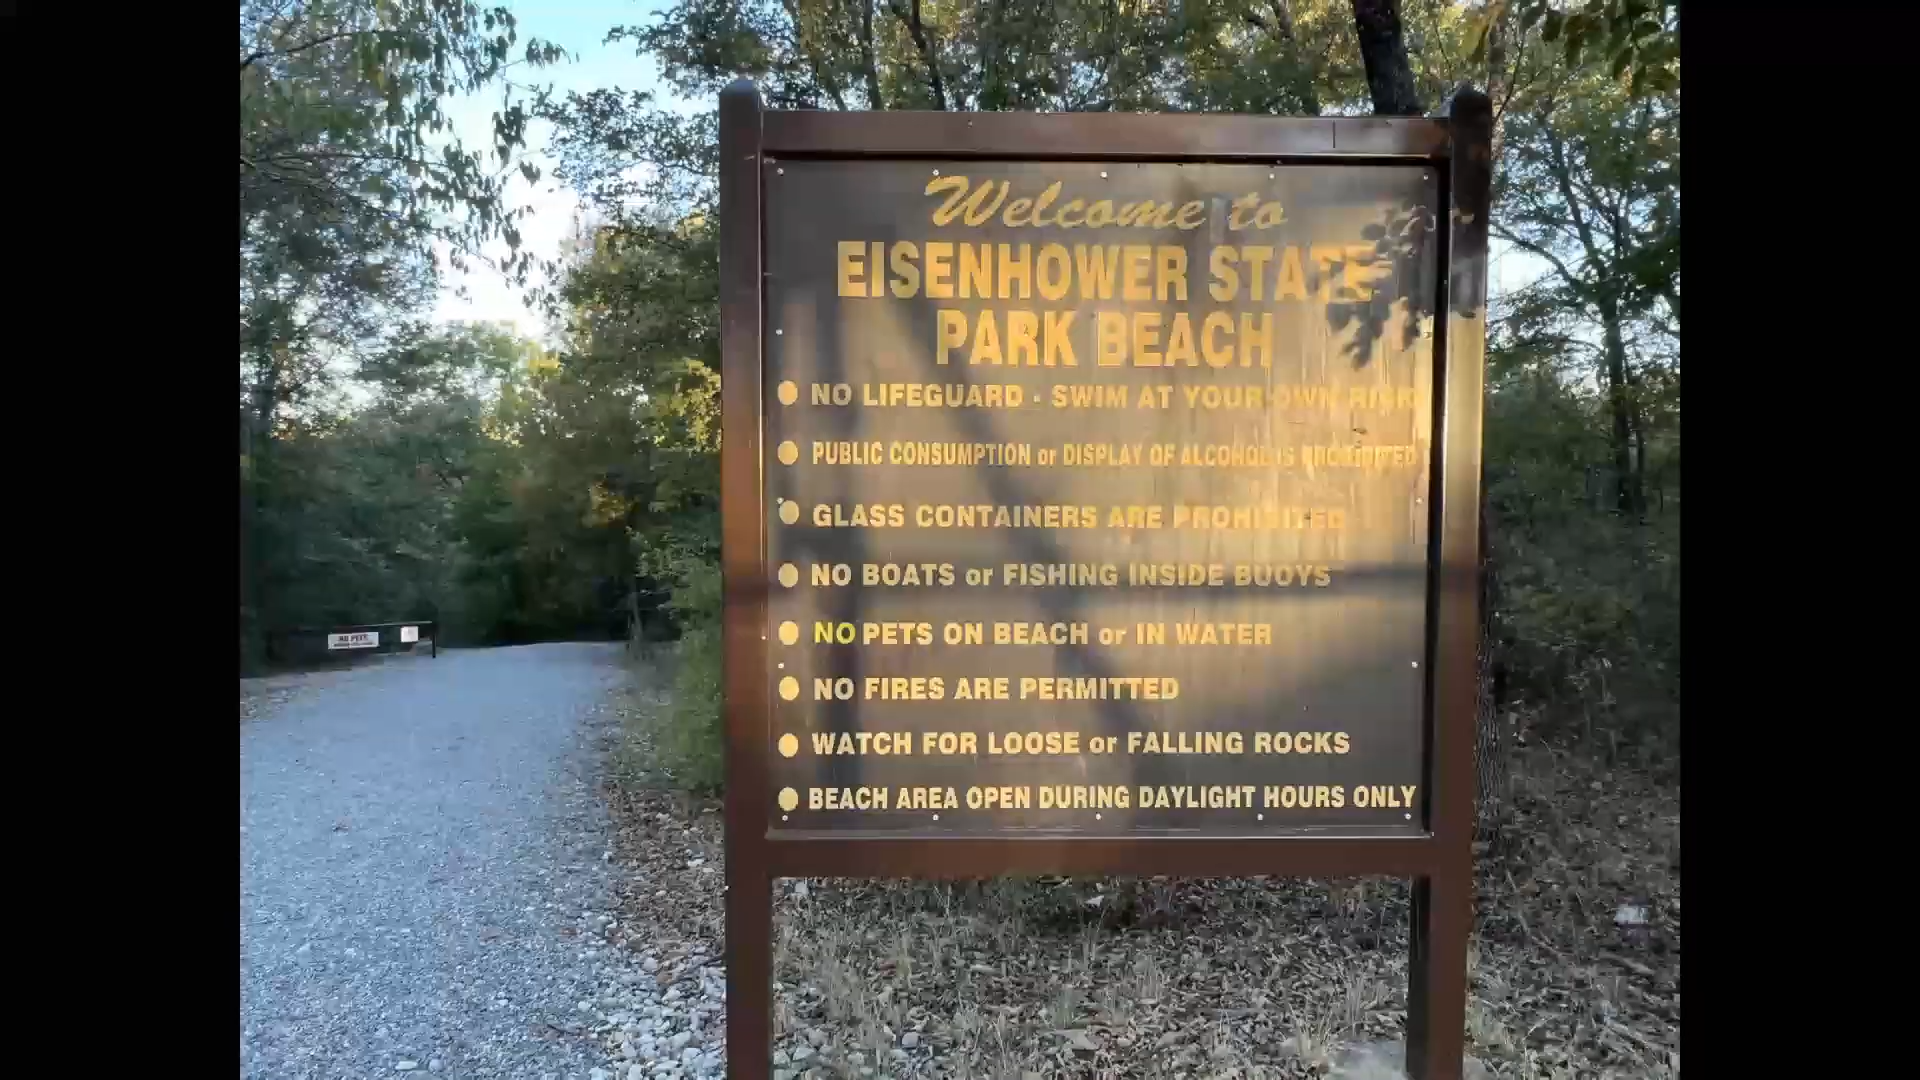 Welcome to
EISENHOWER STATE
PARK BEACH
NO LIFEGUARD - SWIM AT YOUR OWN RISK
PUBLIC CONSUMPTION or DISPLAY OF ALCOHOL IS PROHIBITED
GLASS CONTAINERS ARE PROHIBITED
NO BOATS or FISHING INSIDE BUOYS
NO PETS ON BEACH or IN WATER
NO FIRES ARE PERMITTED
WATCH FOR LOOSE or FALLING ROCKS
BEACH AREA OPEN DURING DAYLIGHT HOURS ONLY
NO PETS